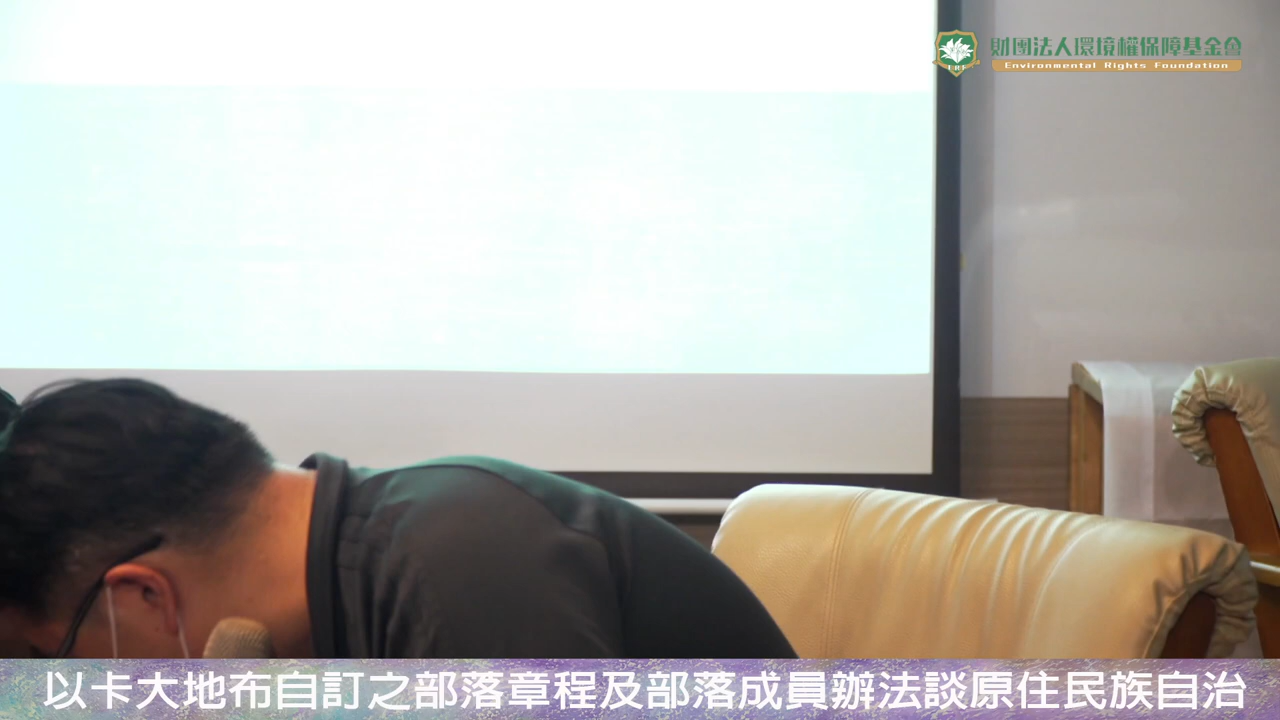 財團法人環境權保障基金會
Environmental Rights Foundation
以卡大地布自訂之部落章程及部落成員辦法談原住民族自治